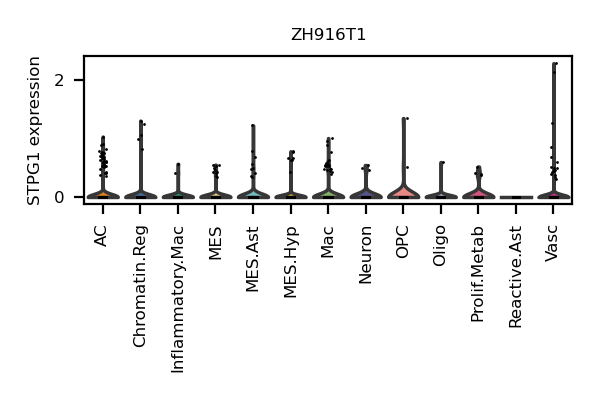 ZH916T1
STPG1 expression
2
0
AC
Chromatin.Reg
Inflammatory.Mac
MES
MES.Ast
MES.Hyp
Mac
Neuron
OPC
Oligo
Prolif.Metab
Reactive.Ast
Vasc